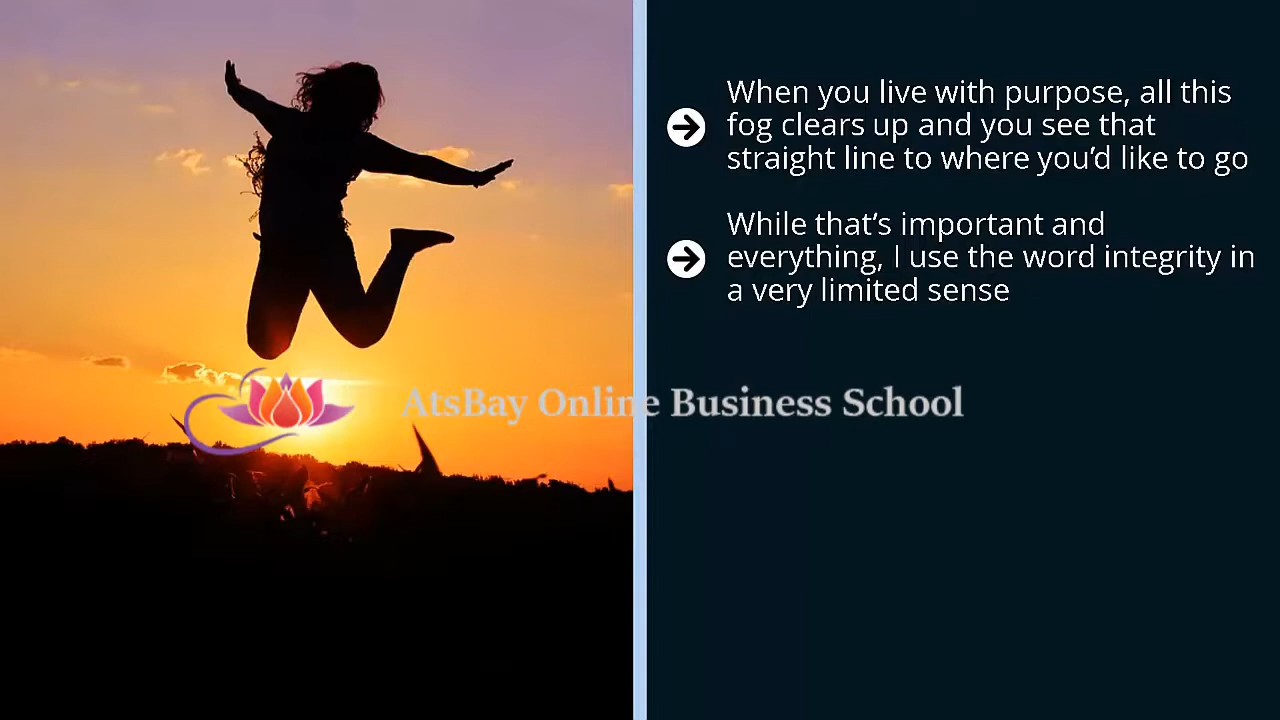 When you live with purpose, all this
fog clears up and you see that
straight line to where you’d like to go
While that’s important and
everything, I use the word integrity in
a very limited sense
AtsBay Online Business School